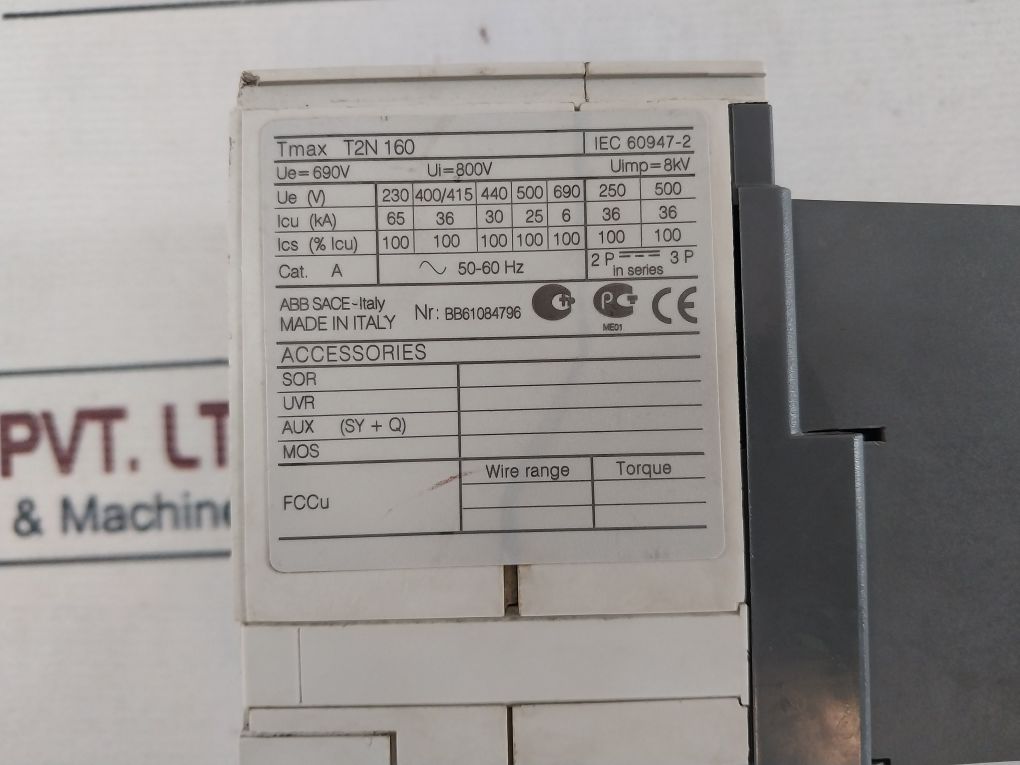 Tmax T2N 160 IEC 60947-2
Ue=690V Ui=800V Uimp=8kV
Ue (V) 230 400/415 440 500 690 250 500
Icu (kA) 65 36 30 25 6 36 36
Ics (% Icu) 100 100 100 100 100 100 100
Cat. A 50-60 Hz 2 P 3 P
in series
ABB SACE-Italy
MADE IN ITALY Nr: BB61084796
ME01
ACCESSORIES
SOR
UVR
AUX (SY + Q)
MOS
Wire range Torque
FCCu
PVT. LT
& Machine